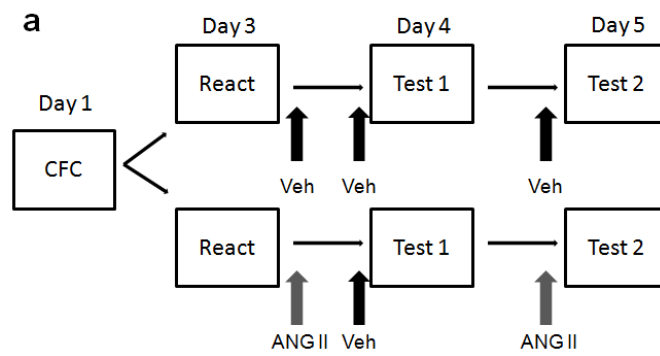 a
Day 3
Day 4
Day 5
Day 1
React
Test 1
Test 2
CFC
Veh
Veh
Veh
React
Test 1
Test 2
ANG II
Veh
ANG II